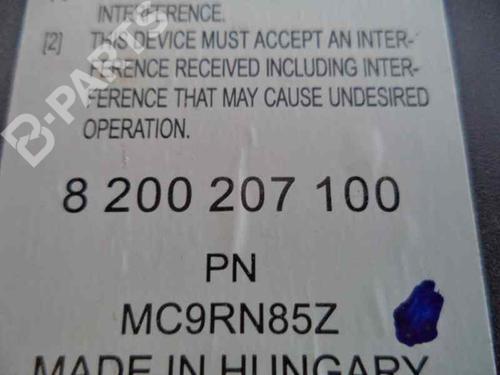 INTERFERENCE.
[2] THIS DEVICE MUST ACCEPT AN INTER-
FERENCE RECEIVED INCLUDING INTER-
FERENCE THAT MAY CAUSE UNDESIRED
OPERATION.
B-PARTS
8 200 207 100
PN
MC9RN85Z
MADE IN HUNGARY